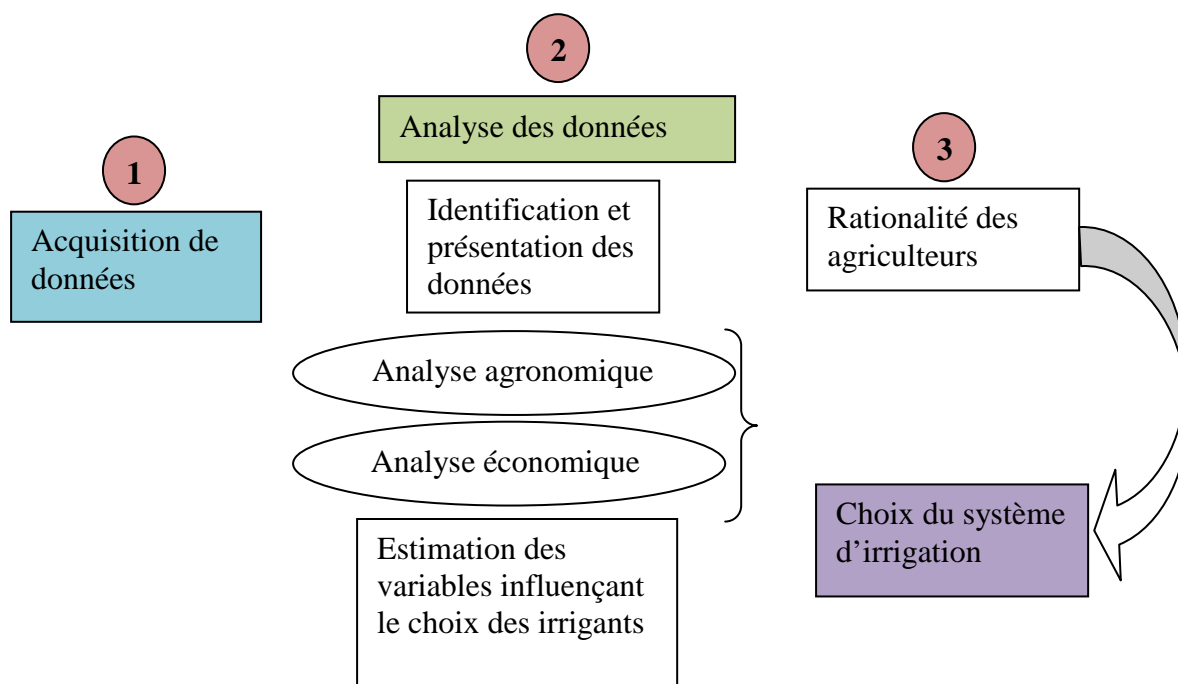 1
Acquisition de
données
2
Analyse des données
Identification et
présentation des
données
Analyse agronomique
Analyse économique
Estimation des
variables influençant
le choix des irrigants
3
Rationalité des
agriculteurs
Choix du système
d’irrigation